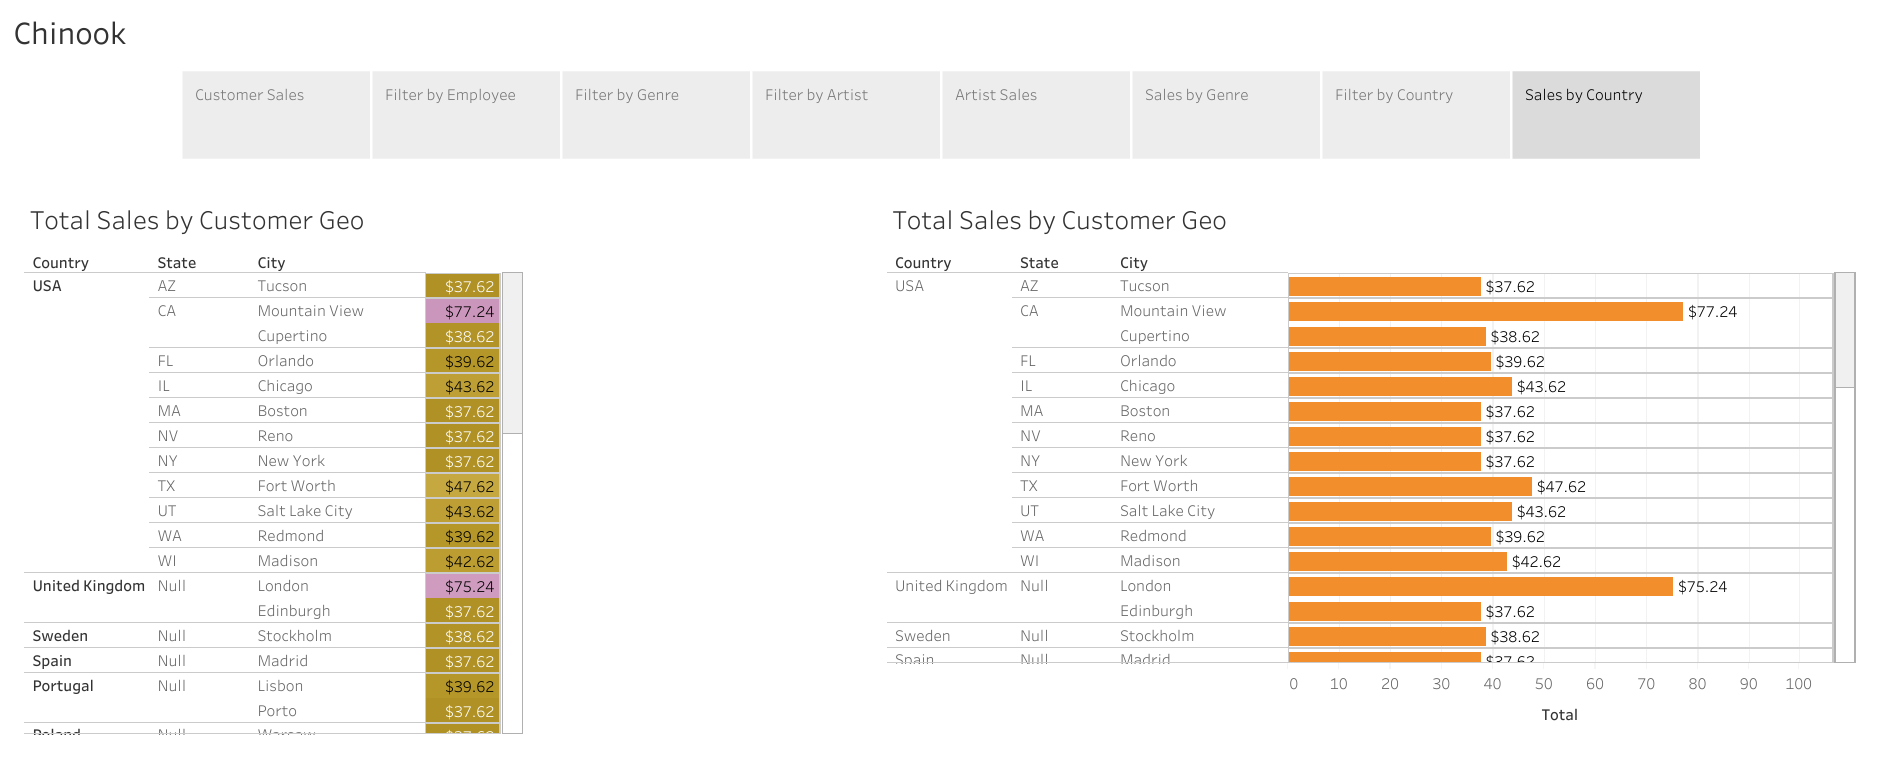 Chinook
Customer Sales Filter by Employee Filter by Genre Filter by Artist Artist Sales Sales by Genre Filter by Country Sales by Country
Total Sales by Customer Geo
Country State City
USA AZ Tucson $37.62
CA Mountain View $77.24
Cupertino $38.62
FL Orlando $39.62
IL Chicago $43.62
MA Boston $37.62
NV Reno $37.62
NY New York $37.62
TX Fort Worth $47.62
UT Salt Lake City $43.62
WA Redmond $39.62
WI Madison $42.62
United Kingdom Null London $75.24
Edinburgh $37.62
Sweden Null Stockholm $38.62
Spain Null Madrid $37.62
Portugal Null Lisbon $39.62
Porto $37.62
Poland Null Warsaw $37.62
Total Sales by Customer Geo
Country State City
USA AZ Tucson $37.62
CA Mountain View $77.24
Cupertino $38.62
FL Orlando $39.62
IL Chicago $43.62
MA Boston $37.62
NV Reno $37.62
NY New York $37.62
TX Fort Worth $47.62
UT Salt Lake City $43.62
WA Redmond $39.62
WI Madison $42.62
United Kingdom Null London $75.24
Edinburgh $37.62
Sweden Null Stockholm $38.62
Spain Null Madrid $37.62
0 10 20 30 40 50 60 70 80 90 100
Total